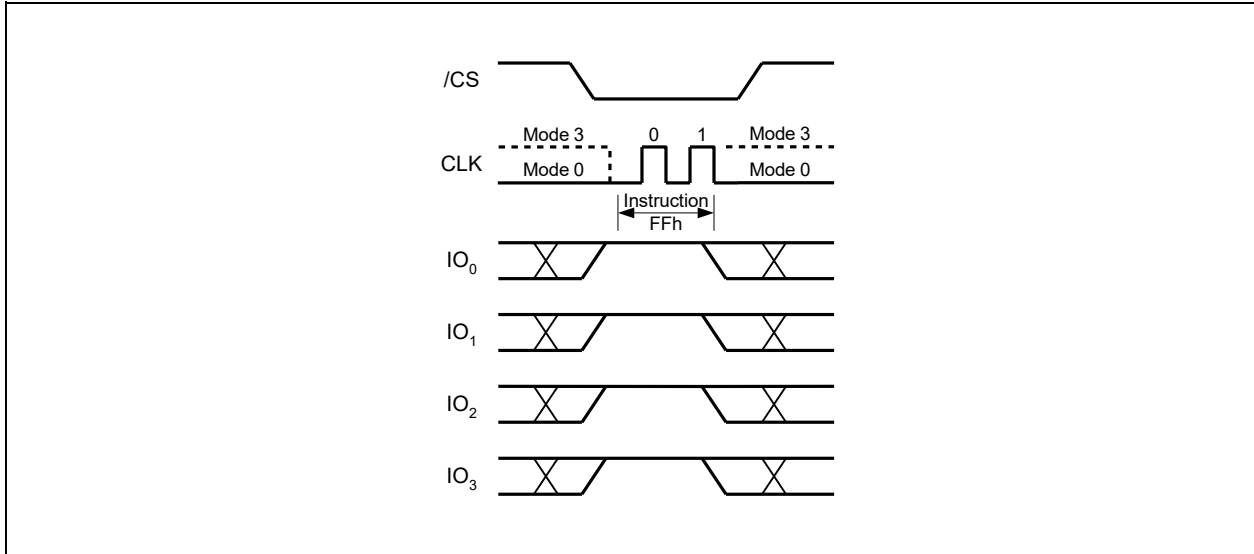 /CS
Mode 3 0 1 Mode 3
CLK Mode 0 Mode 0
Instruction
FFh
IO0
IO1
IO2
IO3